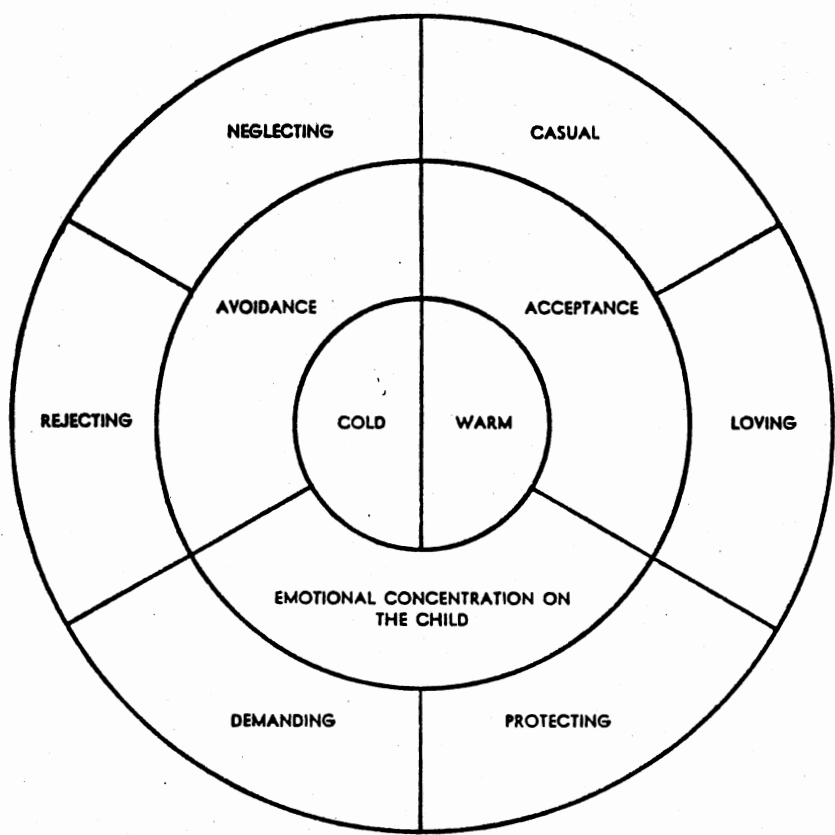 NEGLECTING
CASUAL
AVOIDANCE
ACCEPTANCE
REJECTING
COLD
WARM
LOVING
EMOTIONAL CONCENTRATION ON
THE CHILD
DEMANDING
PROTECTING